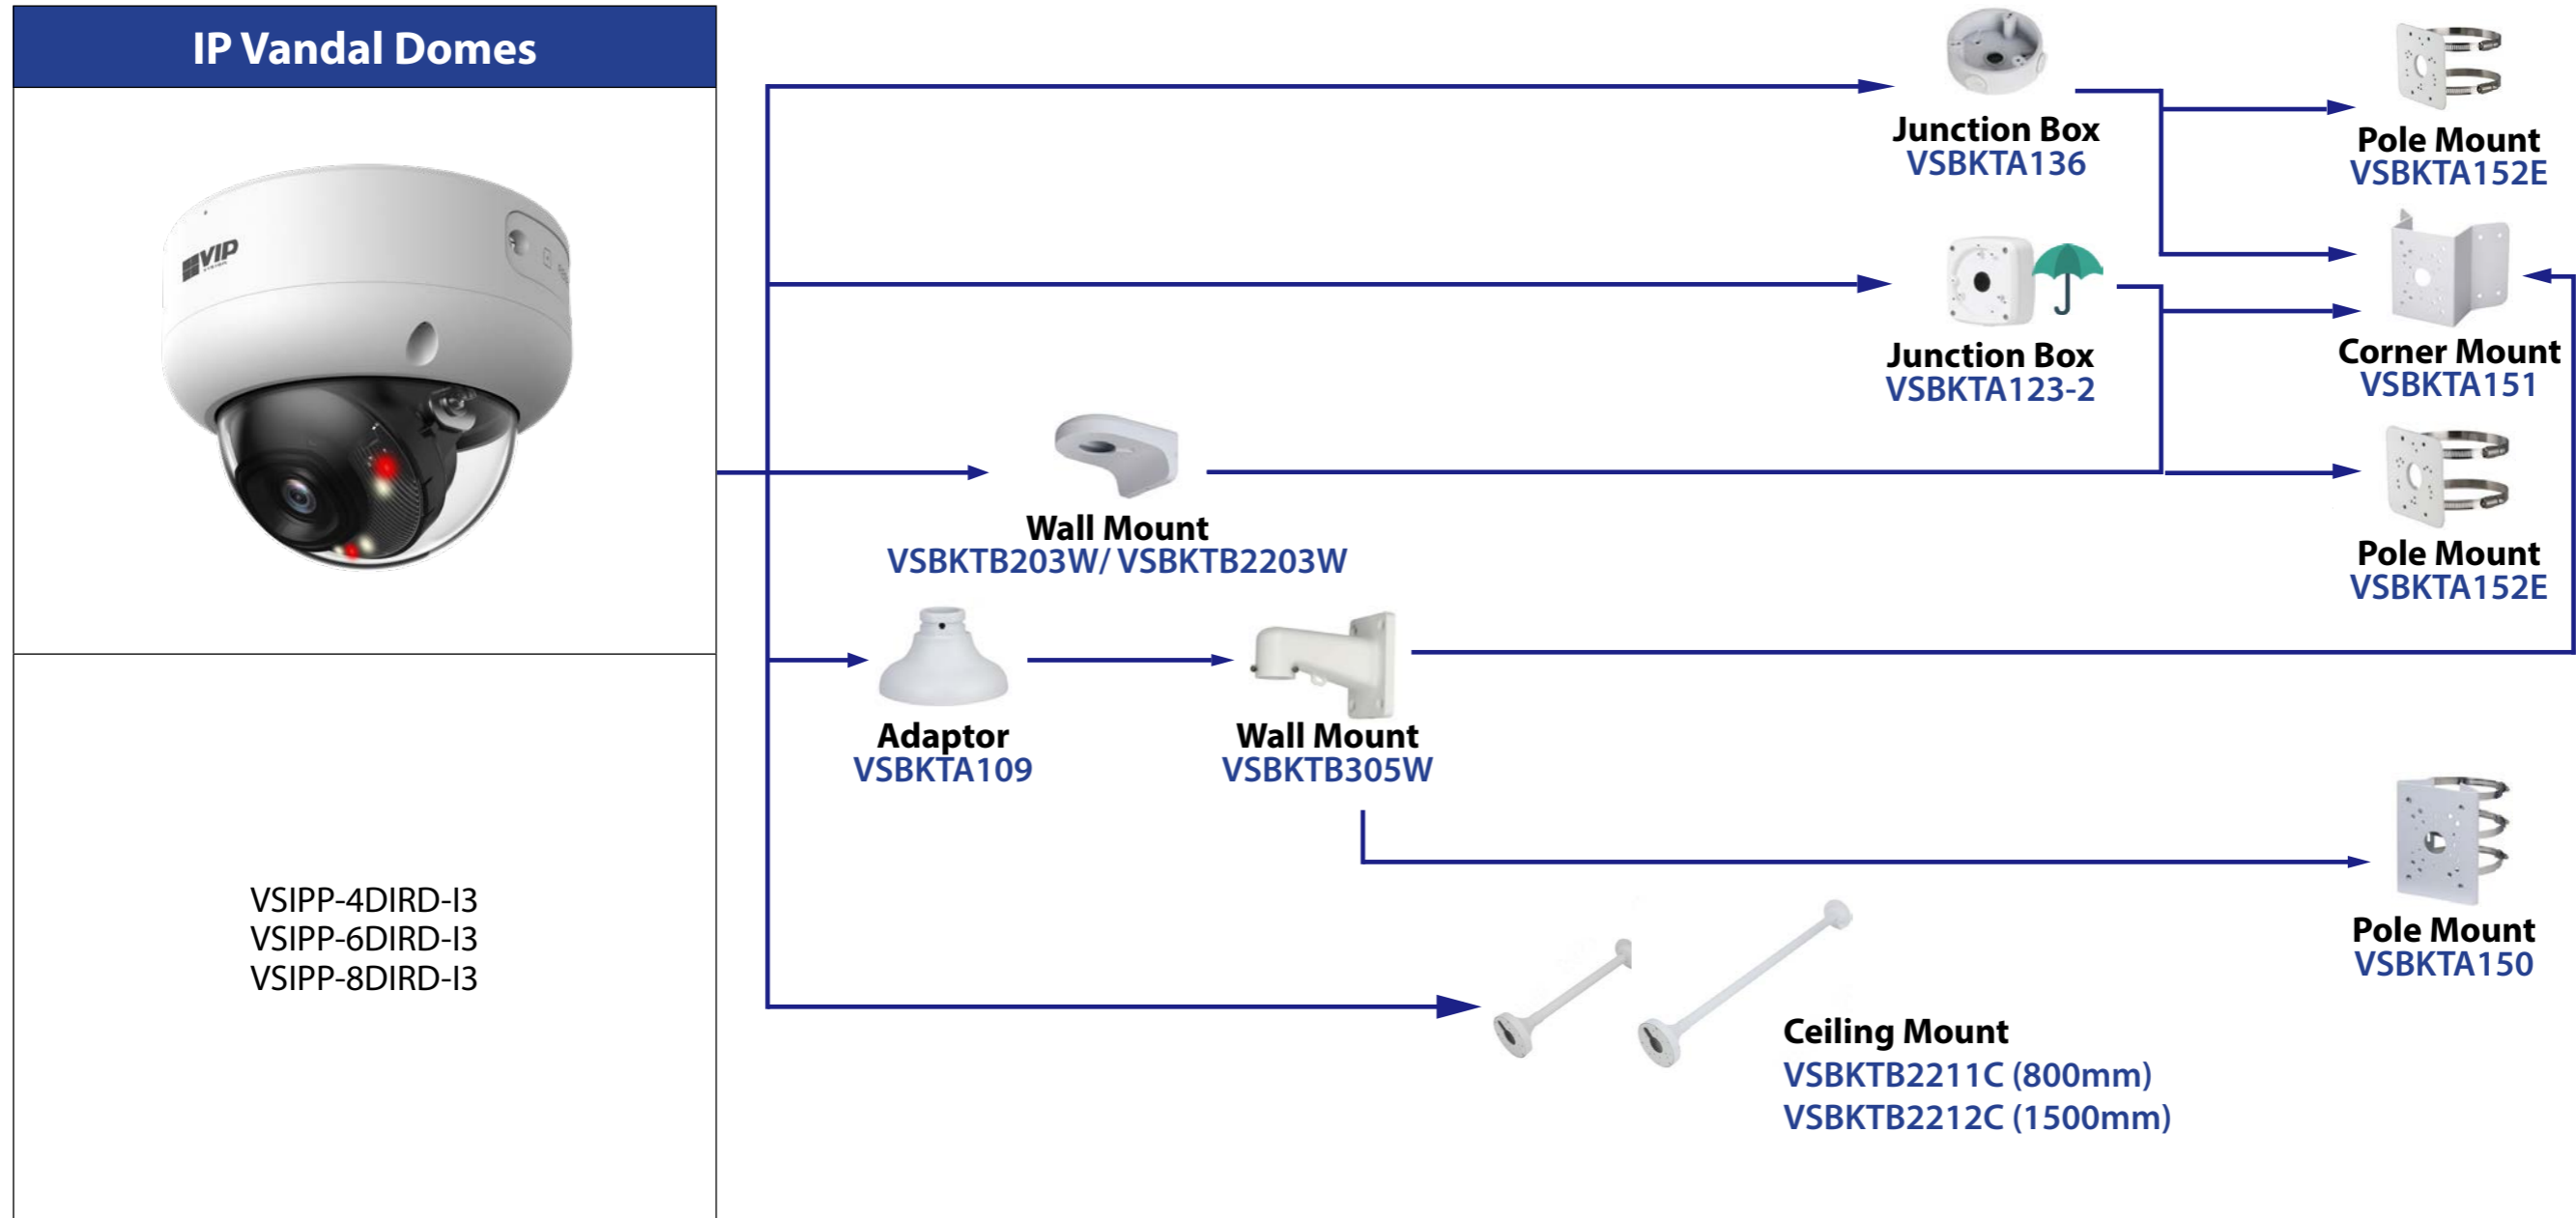 IP Vandal Domes
VIP
VISION
VSIPP-4DIRD-I3
VSIPP-6DIRD-I3
VSIPP-8DIRD-I3
Junction Box
VSBKTA136
Pole Mount
VSBKTA152E
Junction Box
VSBKTA123-2
Corner Mount
VSBKTA151
Wall Mount
VSBKTB203W/ VSBKTB2203W
Pole Mount
VSBKTA152E
Adaptor
VSBKTA109
Wall Mount
VSBKTB305W
Pole Mount
VSBKTA150
Ceiling Mount
VSBKTB2211C (800mm)
VSBKTB2212C (1500mm)